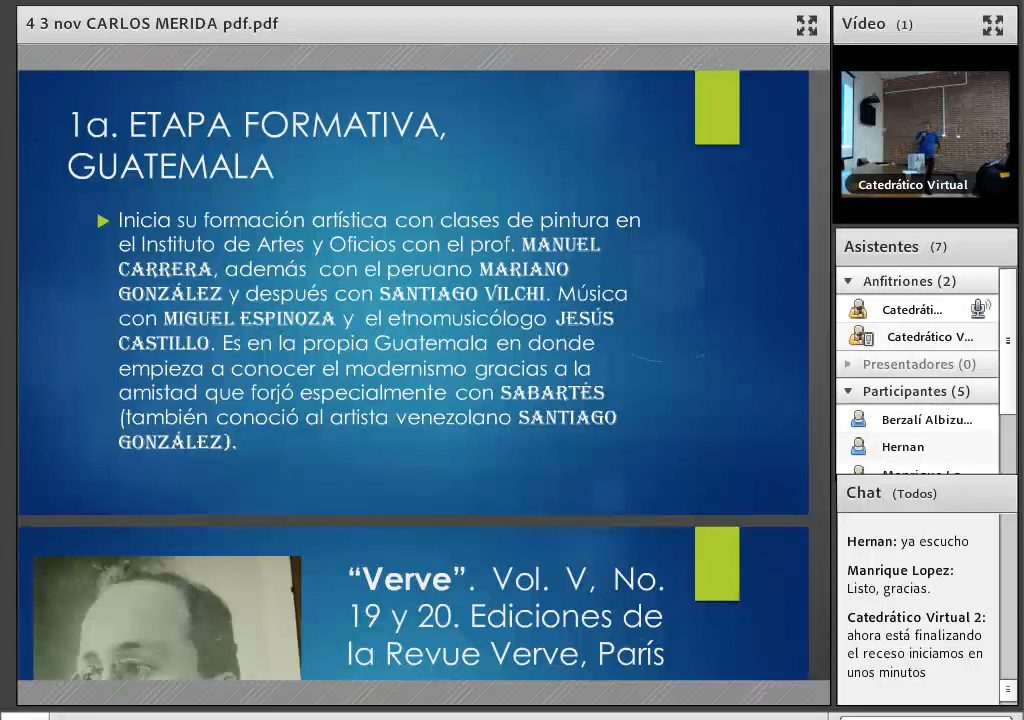 4 3 nov CARLOS MERIDA pdf.pdf
1a. ETAPA FORMATIVA,
GUATEMALA
Inicia su formación artística con clases de pintura en
el Instituto de Artes y Oficios con el prof. MANUEL
CARRERA, además con el peruano MARIANO
GONZÁLEZ y después con SANTIAGO VILCHI. Música
con MIGUEL ESPINOZA y el etnomusicólogo JESÚS
CASTILLO. Es en la propia Guatemala en donde
empieza a conocer el modernismo gracias a la
amistad que forjó especialmente con SABARTÉS
(también conoció al artista venezolano SANTIAGO
GONZÁLEZ).
“Verve”. Vol. V, No.
19 y 20. Ediciones de
la Revue Verve, París
Vídeo (1)
Catedrático Virtual
Asistentes (7)
Anfitriones (2)
Catedráti...
Catedrático V...
Presentadores (0)
Participantes (5)
Berzalí Albizu...
Hernan
Chat (Todos)
Hernan: ya escucho
Manrique Lopez:
Listo, gracias.
Catedrático Virtual 2:
ahora está finalizando
el receso iniciamos en
unos minutos